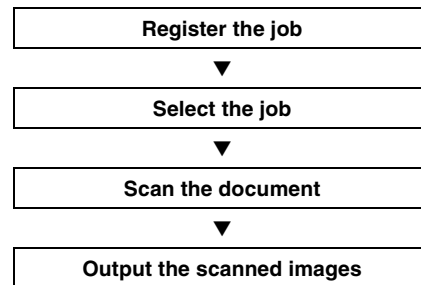 Register the job
Select the job
Scan the document
Output the scanned images